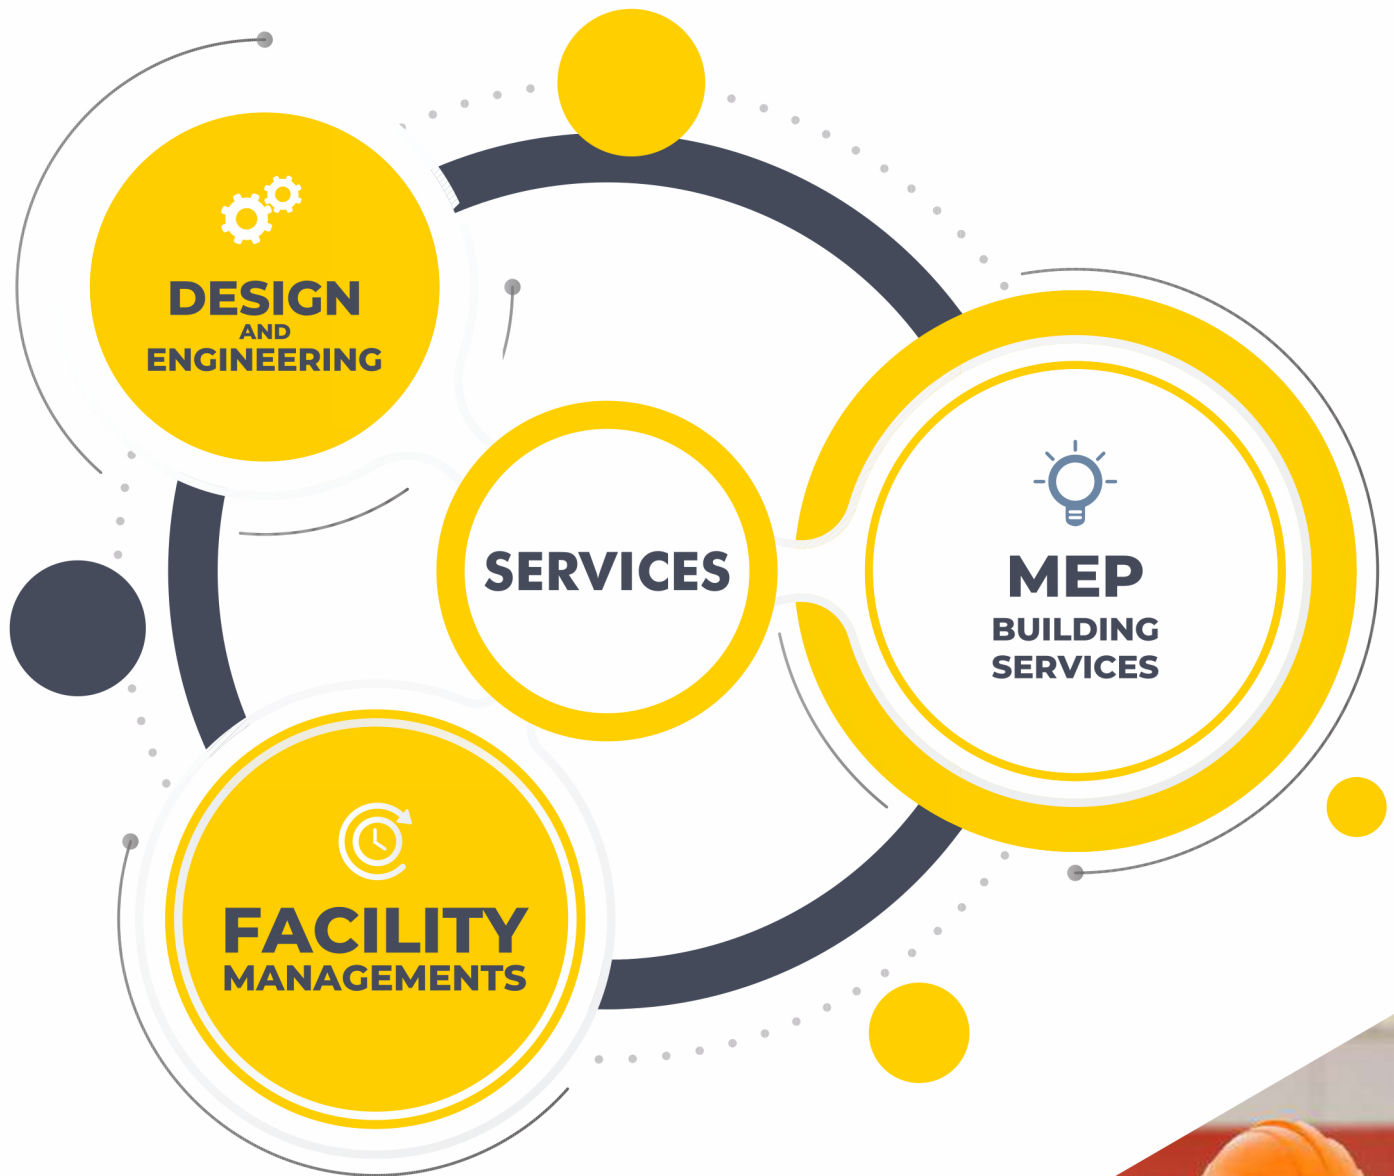 DESIGN
AND
ENGINEERING
SERVICES
MEP
BUILDING
SERVICES
FACILITY
MANAGEMENTS